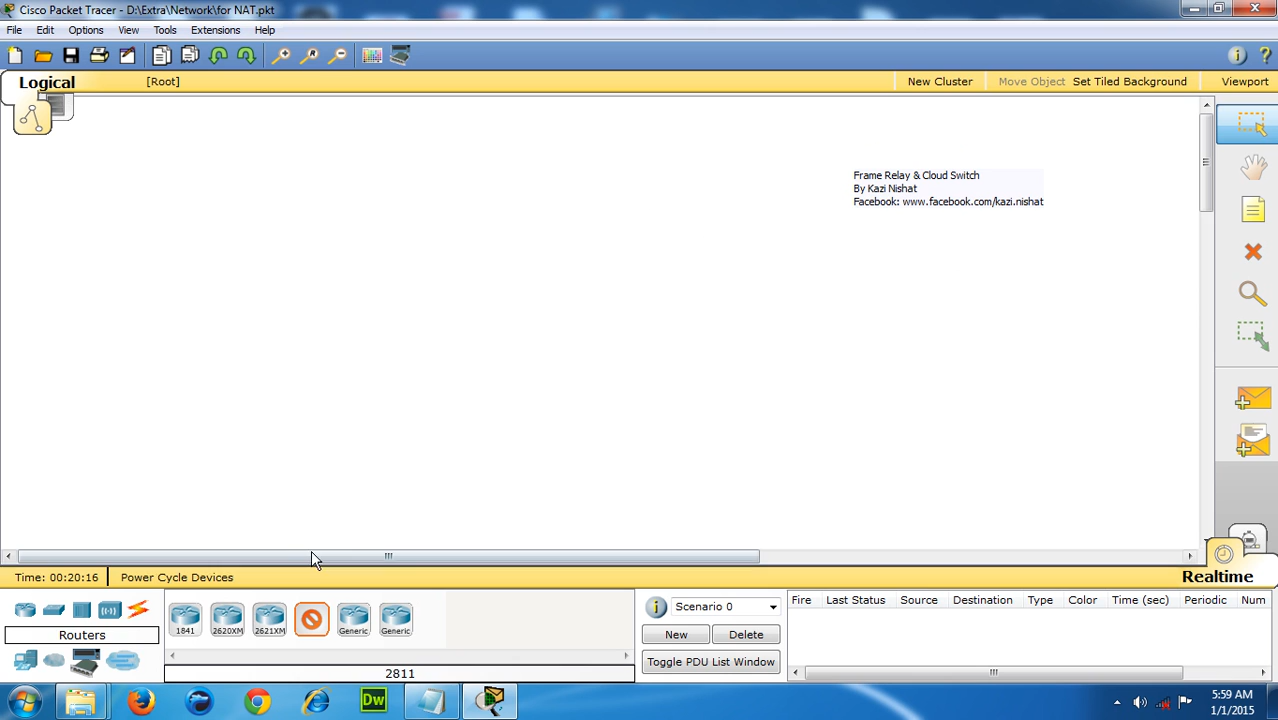 Cisco Packet Tracer - D:\Extra\Network\for NAT.pkt
File Edit Options View Tools Extensions Help
Logical [Root] New Cluster Move Object Set Tiled Background Viewport
Frame Relay & Cloud Switch
By Kazi Nishat
Facebook: www.facebook.com/kazi.nishat
Time: 00:20:16 Power Cycle Devices Realtime
1841 2620XM 2621XM Generic Generic
Routers
2811
Scenario 0
New Delete
Toggle PDU List Window
Fire Last Status Source Destination Type Color Time (sec) Periodic Num
Dw
5:59 AM
1/1/2015